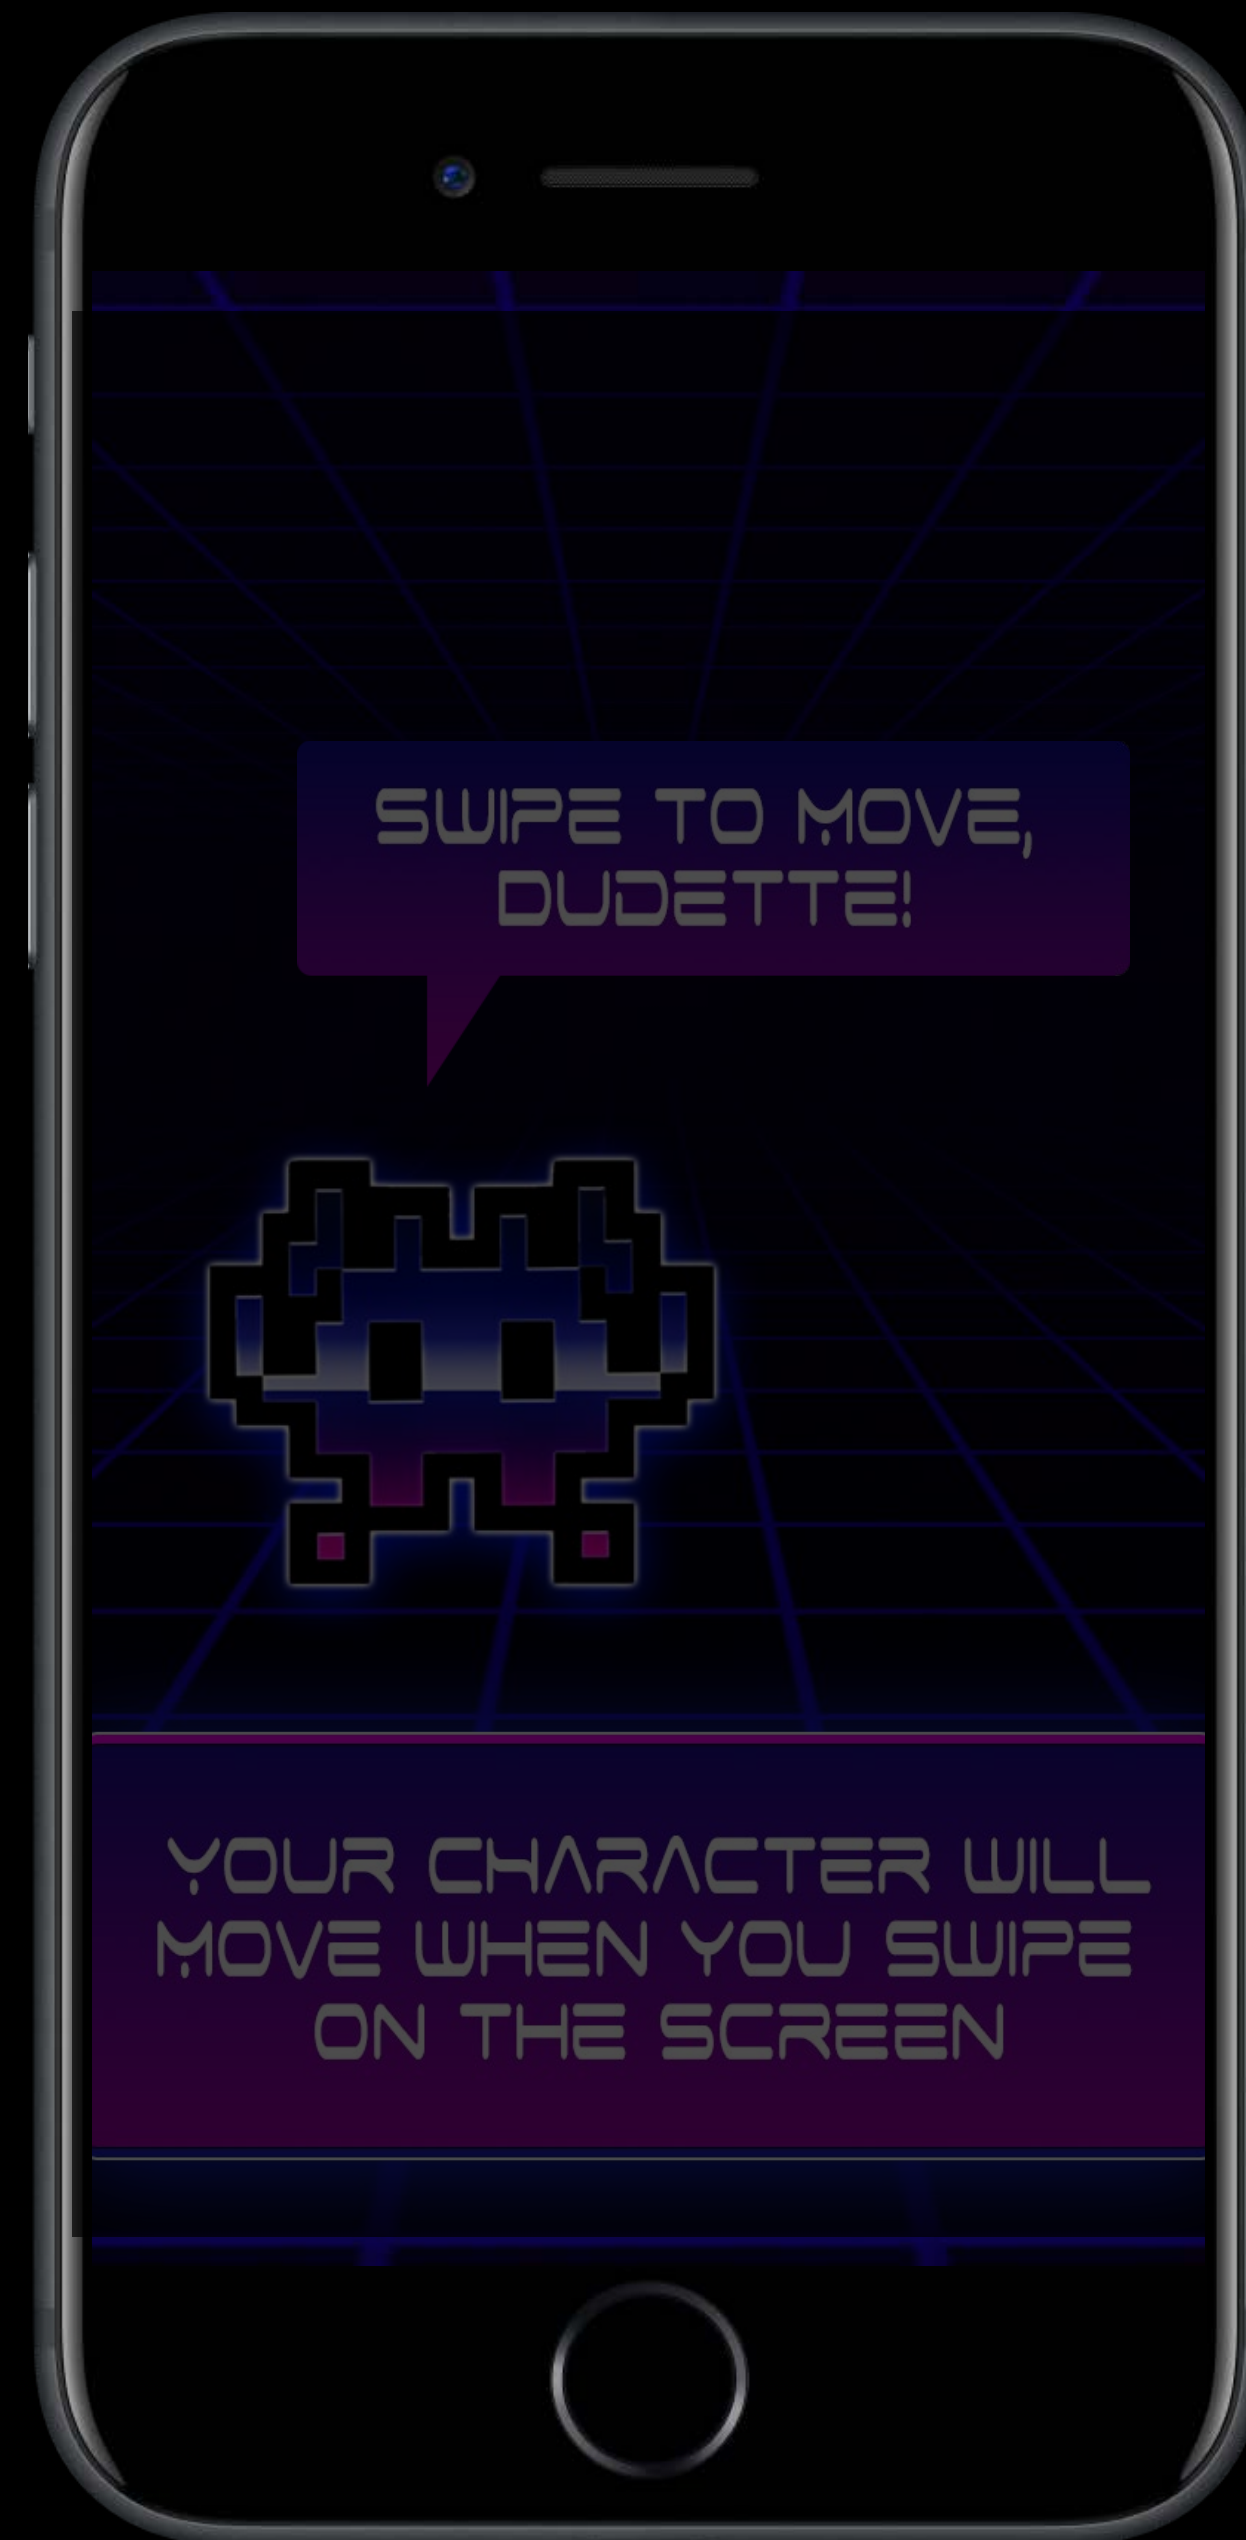 SWIPE TO MOVE,
DUDETTE!
YOUR CHARACTER WILL
MOVE WHEN YOU SWIPE
ON THE SCREEN